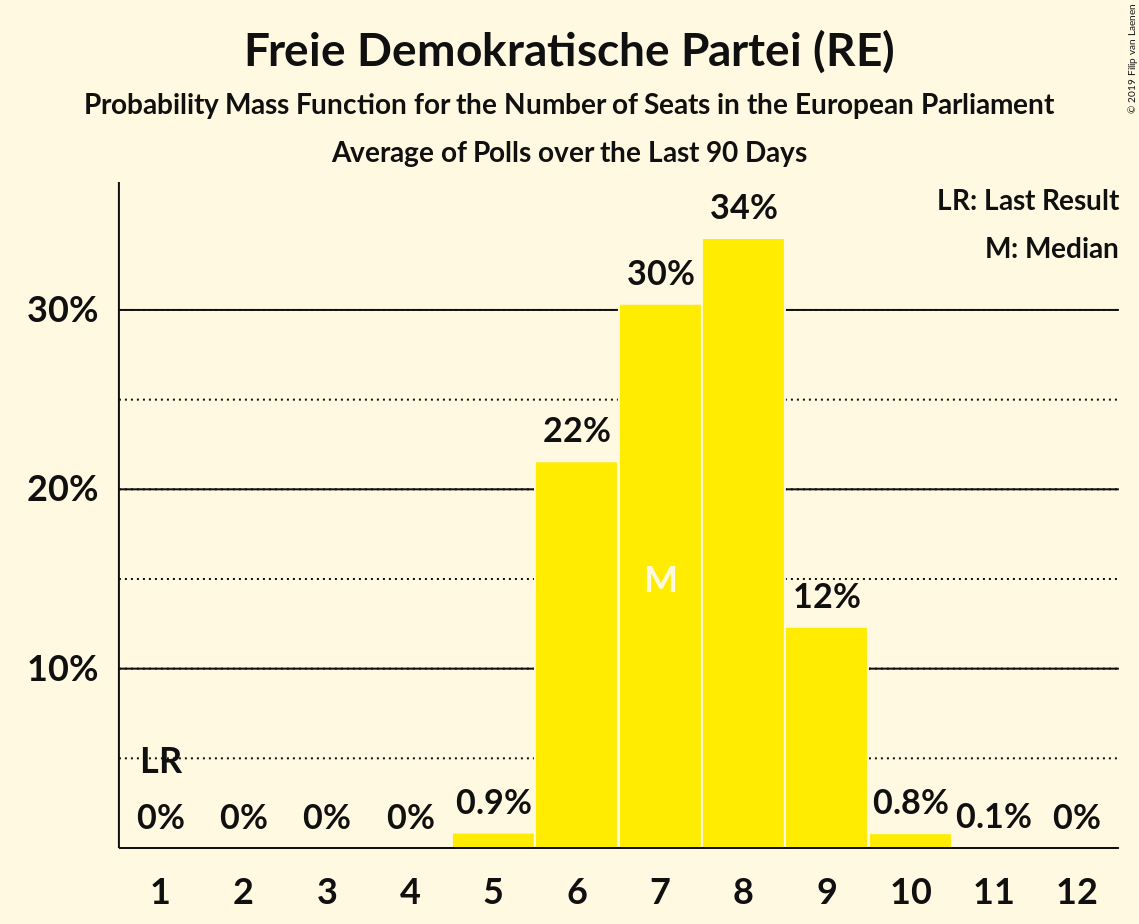 Freie Demokratische Partei (RE)
Probability Mass Function for the Number of Seats in the European Parliament
Average of Polls over the Last 90 Days
© 2019 Filip van Laenen
LR: Last Result
M: Median
34%
30%
30%
22%
20%
M
12%
10%
LR
0% 0% 0% 0% 0.9% 0.8% 0.1% 0%
1 2 3 4 5 6 7 8 9 10 11 12